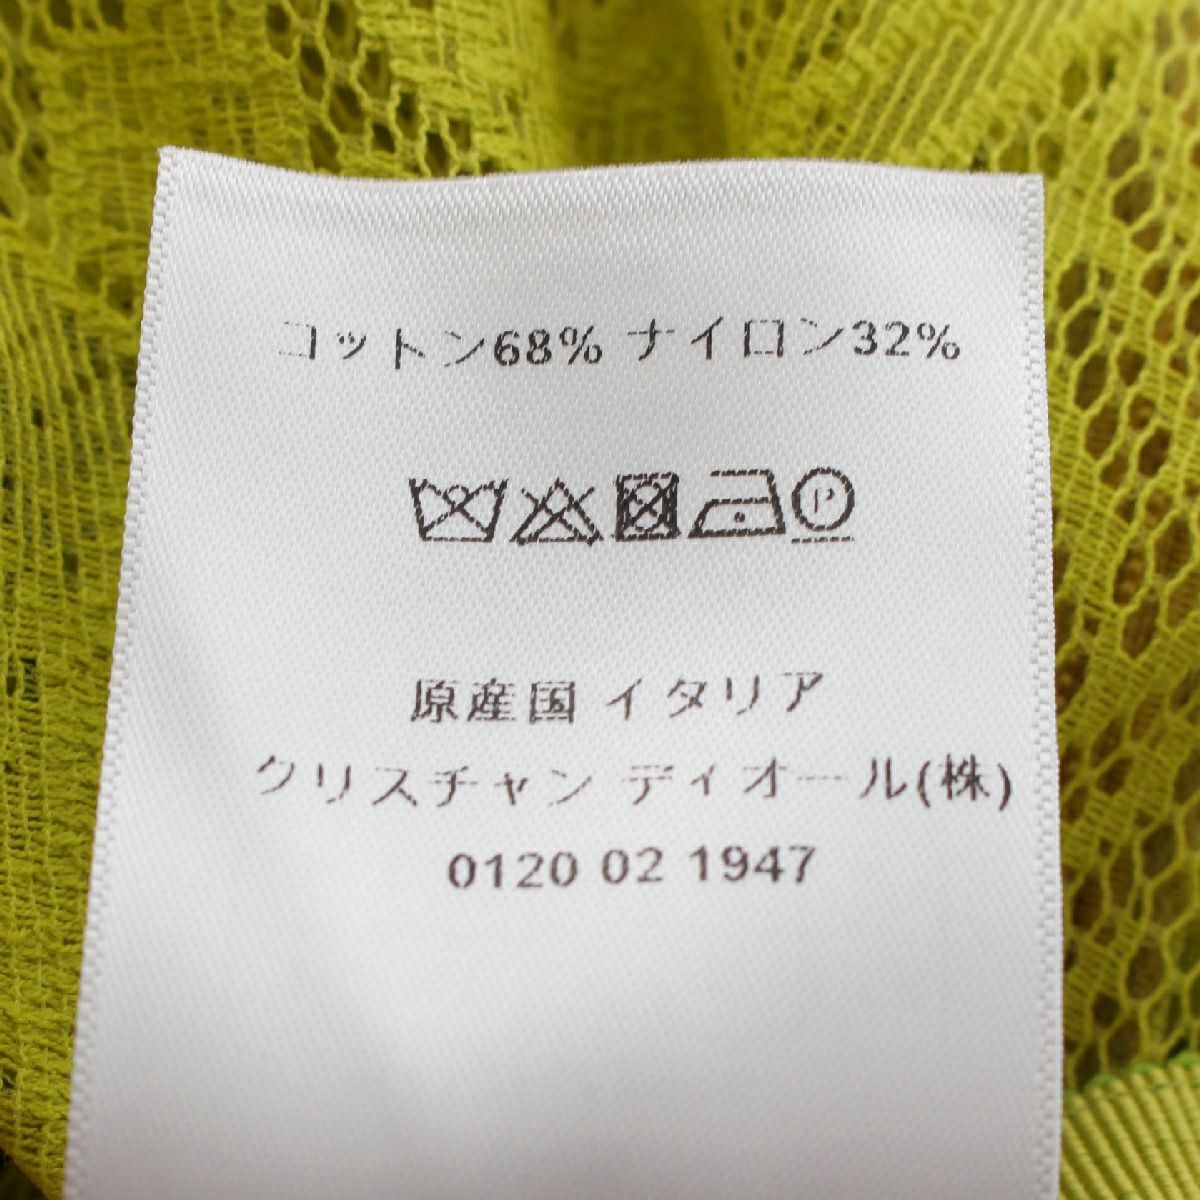 コットン68% ナイロン32%
P
原産国 イタリア
クリスチャン ディオール(株)
0120 02 1947